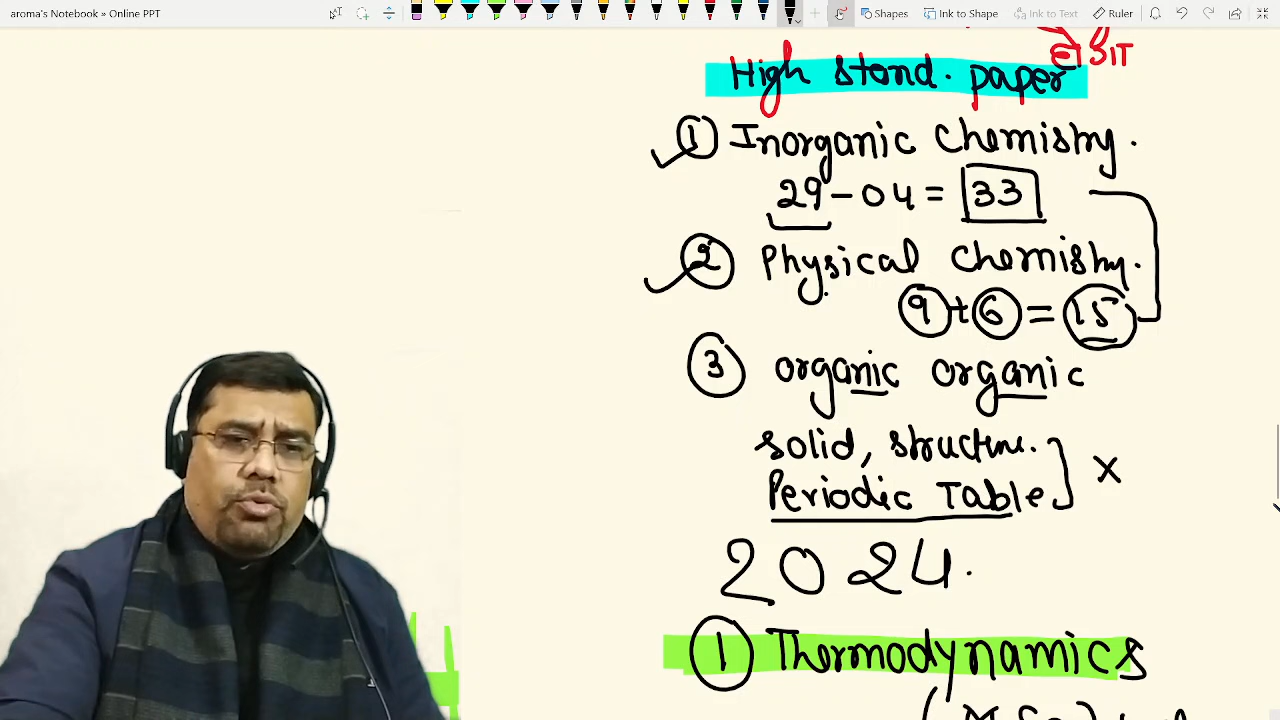 aroma's Notebook » Online PPT
Shapes Ink to Shape Ink to Text Ruler
High stand. paper
① Inorganic Chemistry.
29 - 04 = 33
② Physical Chemistry.
9 + 6 = 15
③ organic organic
solid, structure.
Periodic Table ] ×
2024.
① Thermodynamics